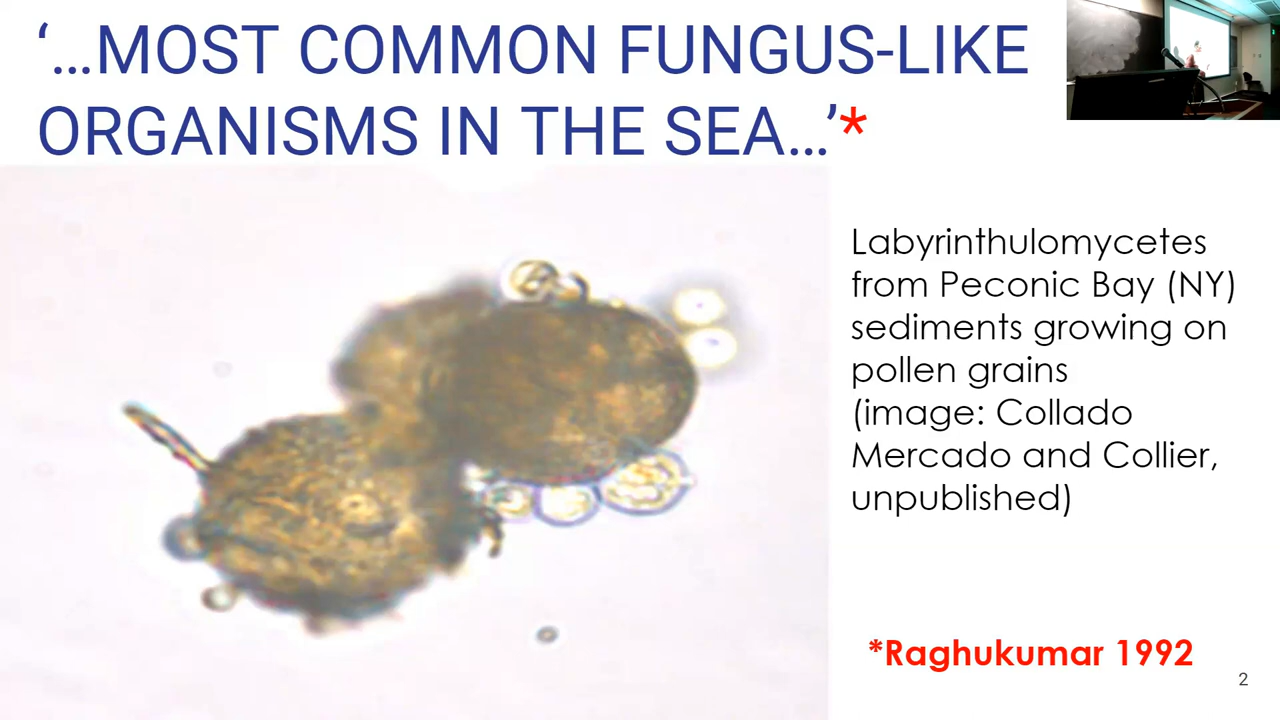 ‘...MOST COMMON FUNGUS-LIKE
ORGANISMS IN THE SEA...’*
Labyrinthulomycetes
from Peconic Bay (NY)
sediments growing on
pollen grains
(image: Collado
Mercado and Collier,
unpublished)
*Raghukumar 1992
2